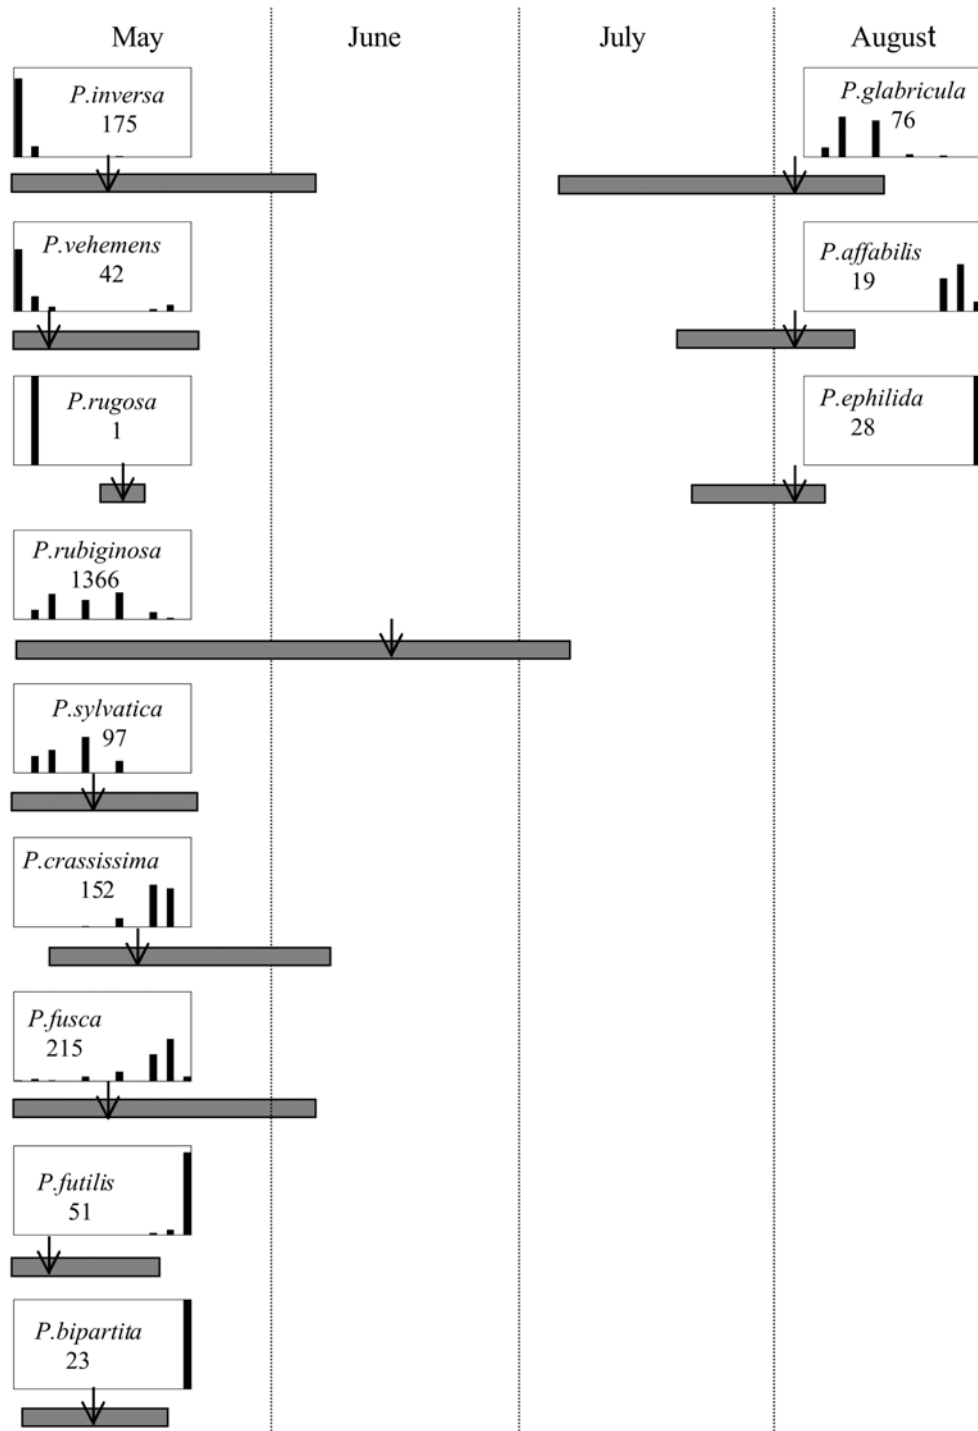 May
June
July
August
P.inversa
175
P.glabricula
76
P.vehemens
42
P.affabilis
19
P.rugosa
1
P.ephilida
28
P.rubiginosa
1366
P.sylvatica
97
P.crassissima
152
P.fusca
215
P.futilis
51
P.bipartita
23